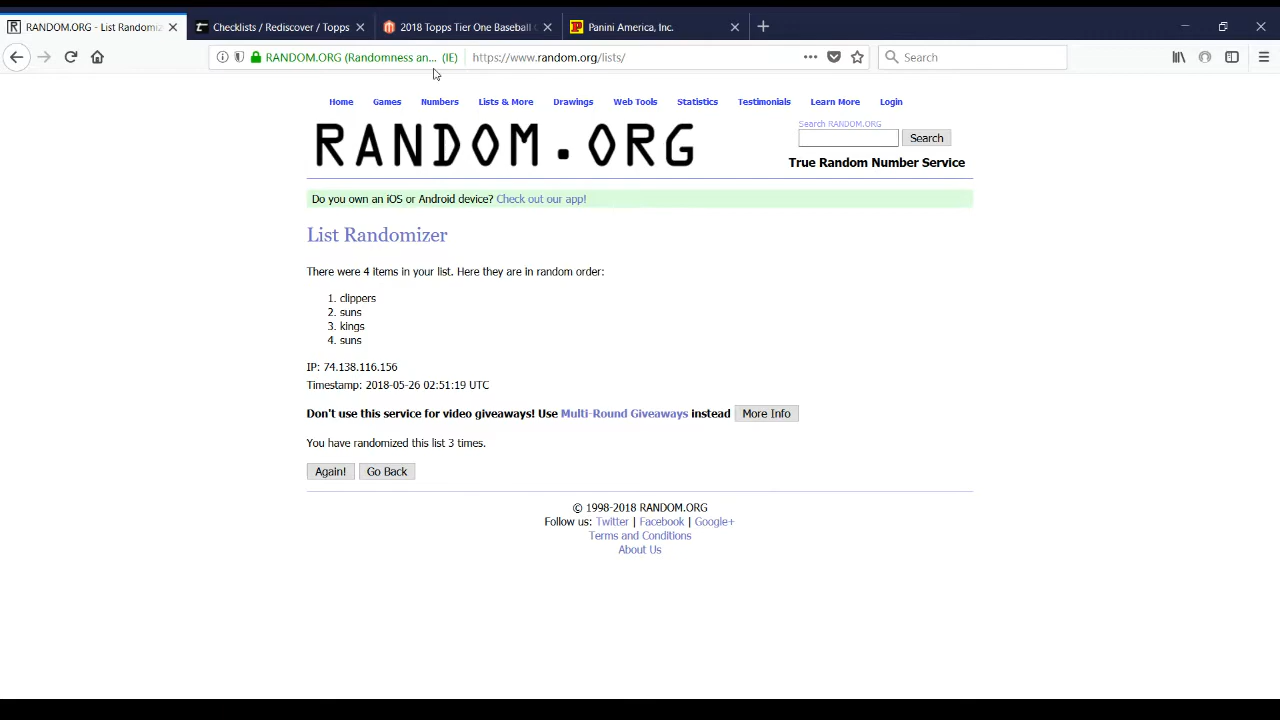 RANDOM.ORG - List Randomiz
Checklists / Rediscover / Topps
2018 Topps Tier One Baseball
Panini America, Inc.
RANDOM.ORG (Randomness an... (IE)
https://www.random.org/lists/
Search
Home Games Numbers Lists & More Drawings Web Tools Statistics Testimonials Learn More Login
RANDOM.ORG
Search RANDOM.ORG
Search
True Random Number Service
Do you own an iOS or Android device? Check out our app!
List Randomizer
There were 4 items in your list. Here they are in random order:
1. clippers
2. suns
3. kings
4. suns
IP: 74.138.116.156
Timestamp: 2018-05-26 02:51:19 UTC
Don't use this service for video giveaways! Use Multi-Round Giveaways instead More Info
You have randomized this list 3 times.
Again! Go Back
© 1998-2018 RANDOM.ORG
Follow us: Twitter | Facebook | Google+
Terms and Conditions
About Us